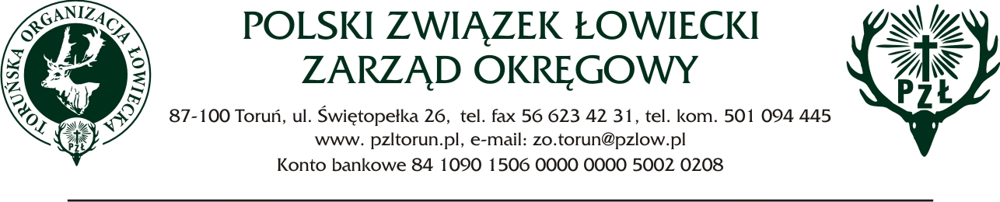 TORUŃSKA ORGANIZACJA ŁOWIECKA
PZŁ
POLSKI ZWIĄZEK ŁOWIECKI
ZARZĄD OKRĘGOWY
87-100 Toruń, ul. Świętopełka 26, tel. fax 56 623 42 31, tel. kom. 501 094 445
www. pzltorun.pl, e-mail: zo.torun@pzlow.pl
Konto bankowe 84 1090 1506 0000 0000 5002 0208
PZŁ